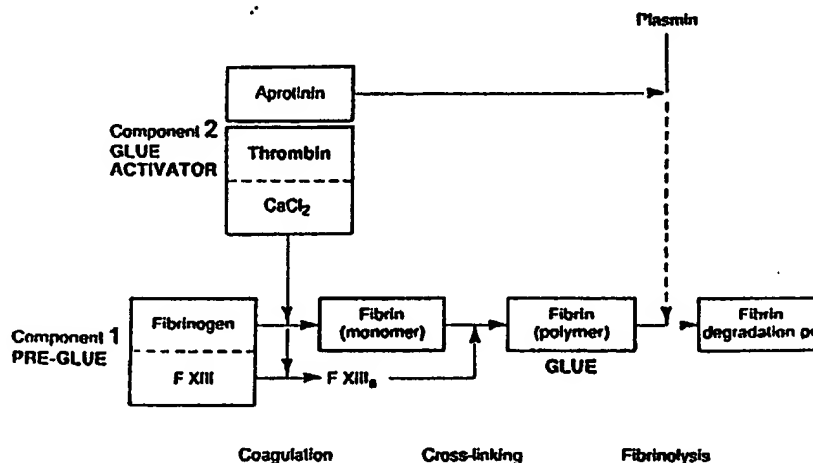 Plasmin
Aprotinin
Component 2
GLUE
ACTIVATOR
Thrombin
CaCl₂
Component 1
PRE-GLUE
Fibrinogen
F XIII
Fibrin
(monomer)
F XIIIₐ
Fibrin
(polymer)
GLUE
Fibrin
degradation
Coagulation
Cross-linking
Fibrinolysis